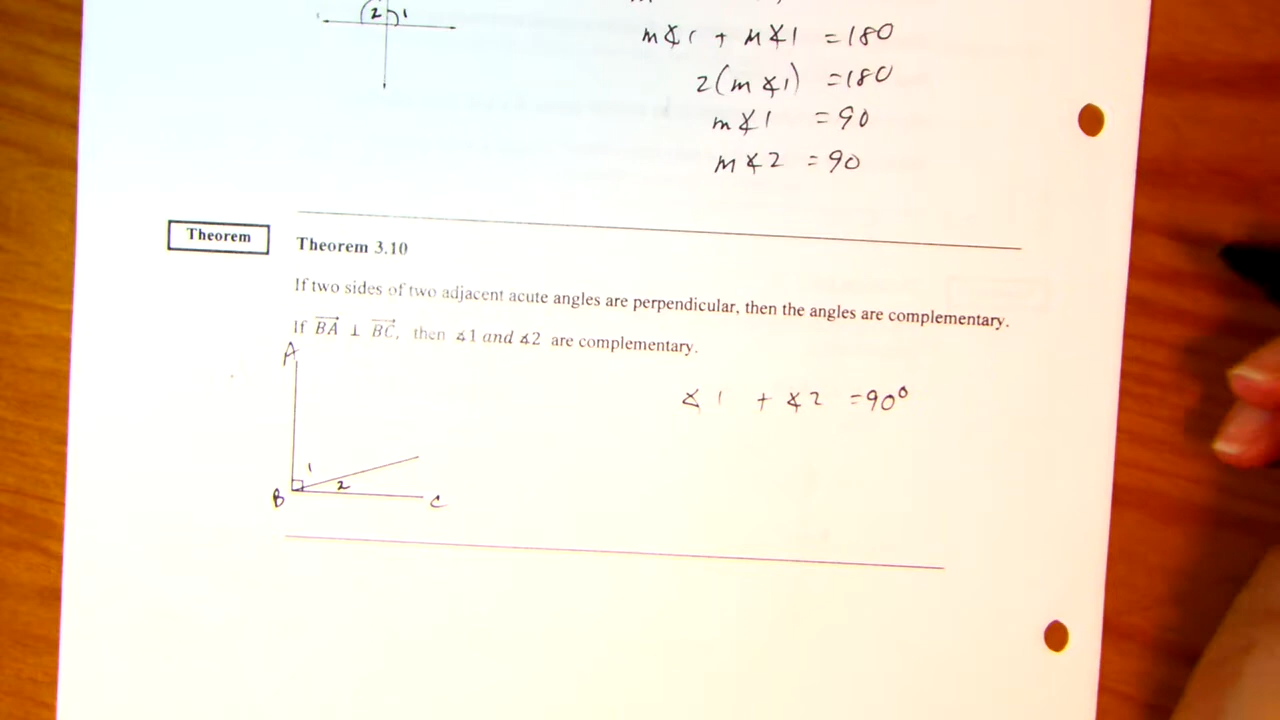 2 1
m∡1 + m∡1 = 180
2(m∡1) = 180
m∡1 = 90
m∡2 = 90
Theorem
Theorem 3.10
If two sides of two adjacent acute angles are perpendicular, then the angles are complementary.
If BA ⊥ BC, then ∡1 and ∡2 are complementary.
A
∡1 + ∡2 = 90°
1
2
B
C